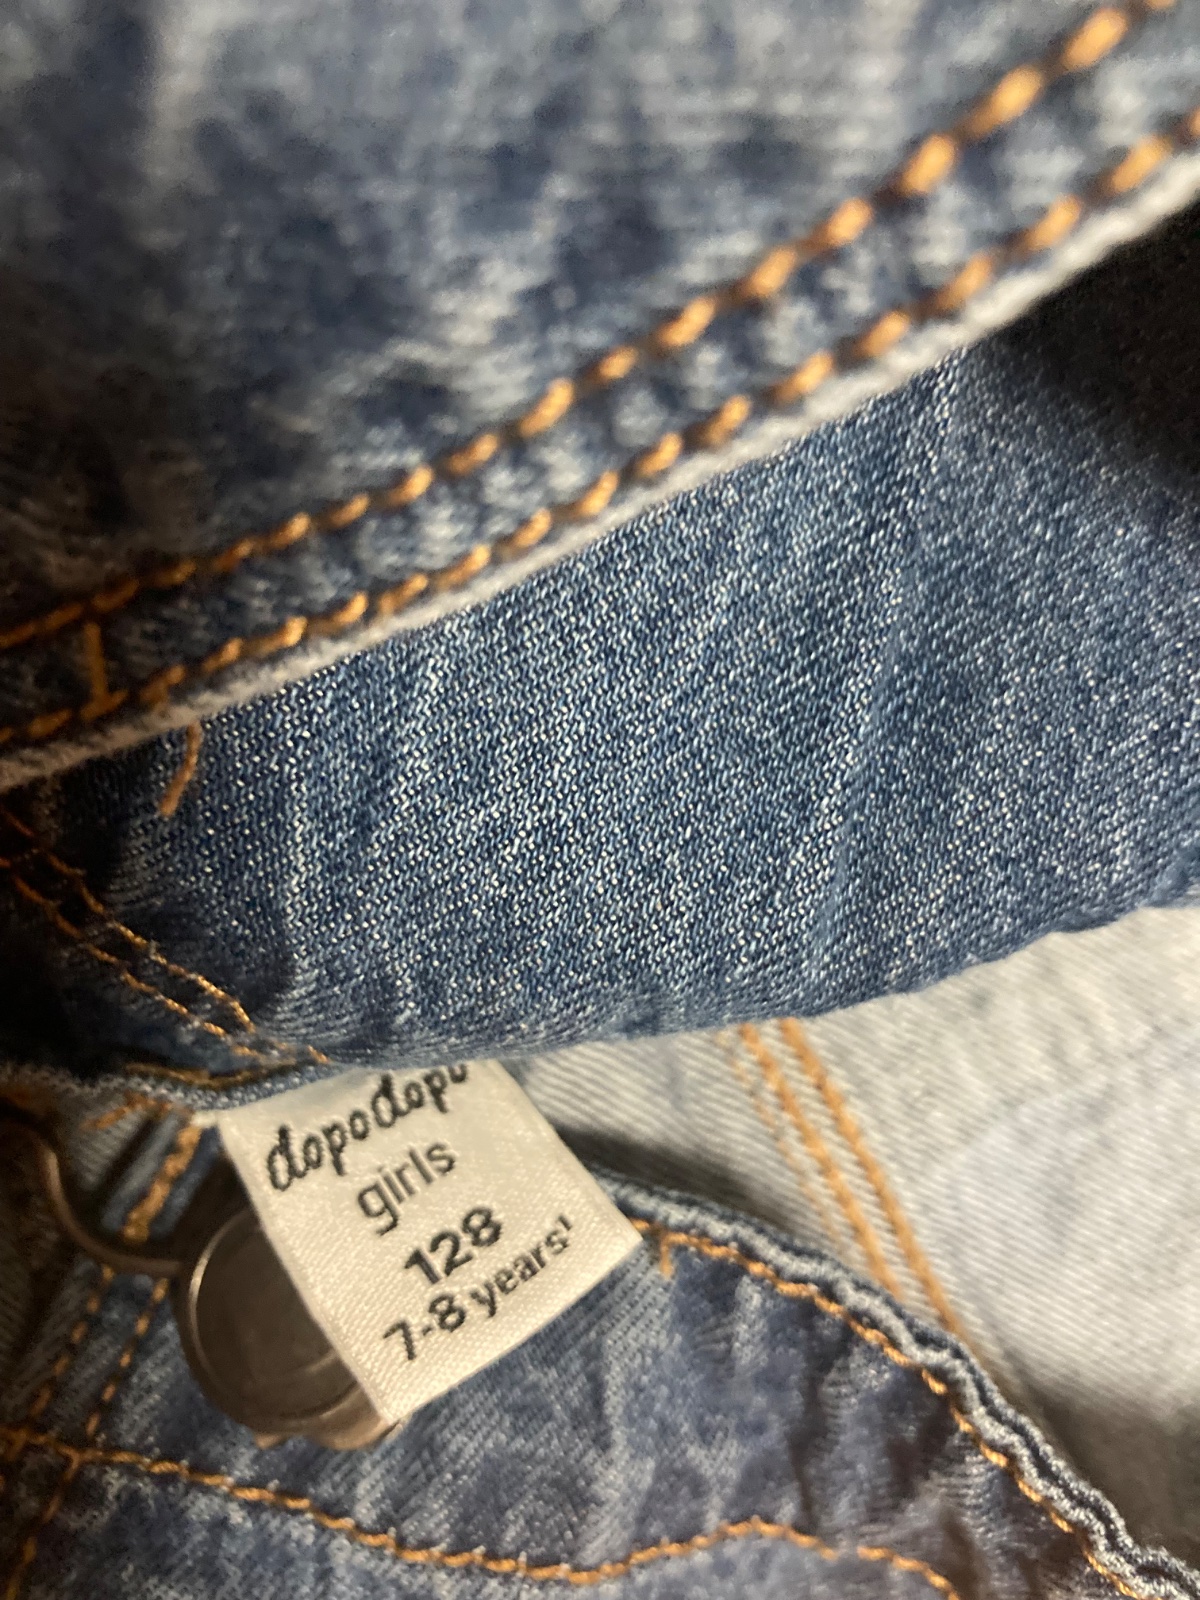 dopodopo
girls
128
7-8 years'